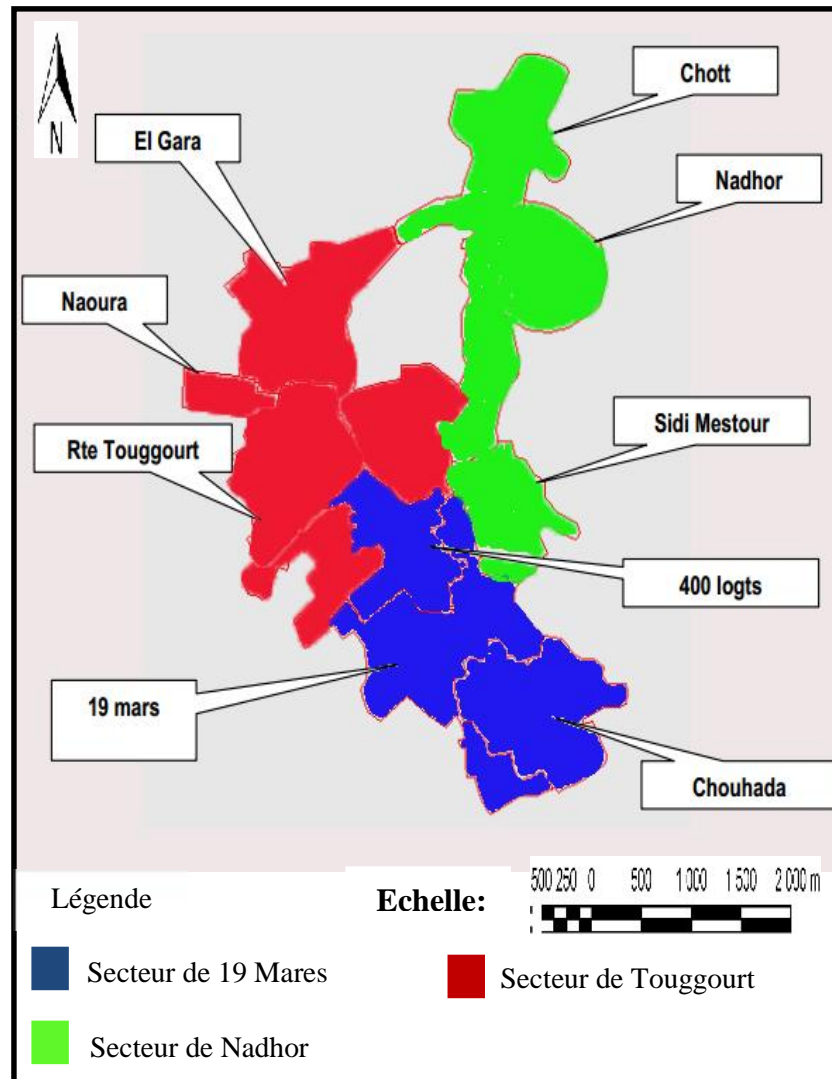 Chott
El Gara
N
Nadhor
Naoura
Sidi Mestour
Rte Touggourt
400 logts
19 mars
Chouhada
Légende
Echelle:
500 250 0 500 1 000 1 500 2 000 m
Secteur de 19 Mares
Secteur de Touggourt
Secteur de Nadhor